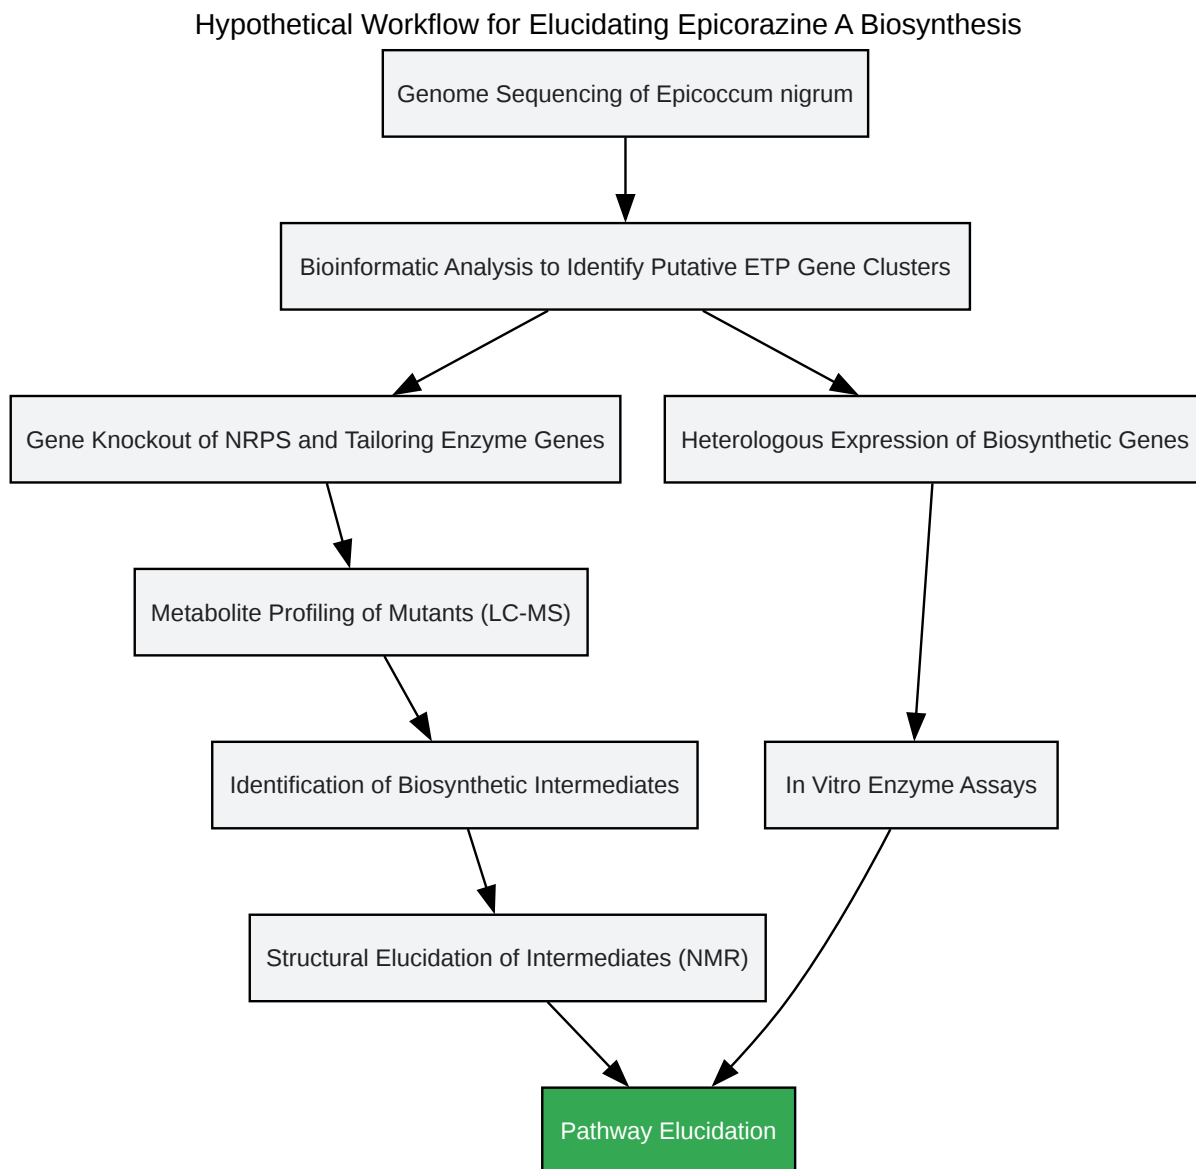 Hypothetical Workflow for Elucidating Epicorazine A Biosynthesis
Genome Sequencing of Epicoccum nigrum
Bioinformatic Analysis to Identify Putative ETP Gene Clusters
Gene Knockout of NRPS and Tailoring Enzyme Genes
Heterologous Expression of Biosynthetic Genes
Metabolite Profiling of Mutants (LC-MS)
Identification of Biosynthetic Intermediates
In Vitro Enzyme Assays
Structural Elucidation of Intermediates (NMR)
Pathway Elucidation